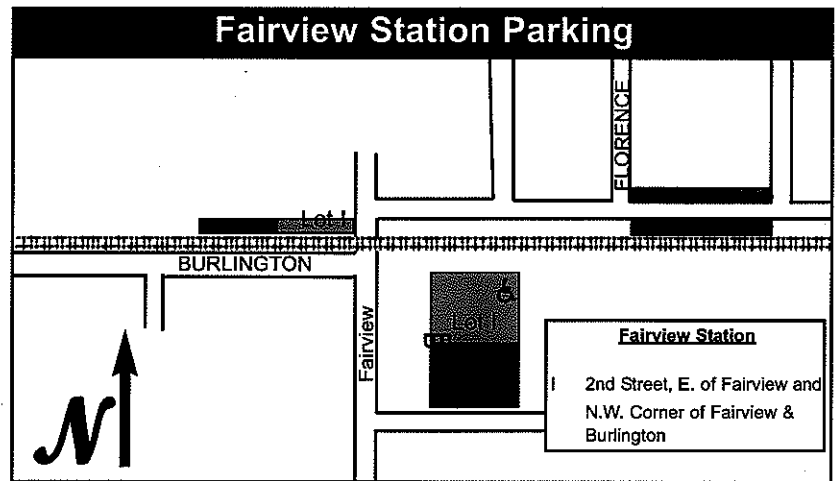 Fairview Station Parking
FLORENCE
Lot I
BURLINGTON
Fairview
Lot I
Fairview Station
I 2nd Street, E. of Fairview and
N.W. Corner of Fairview &
Burlington
N